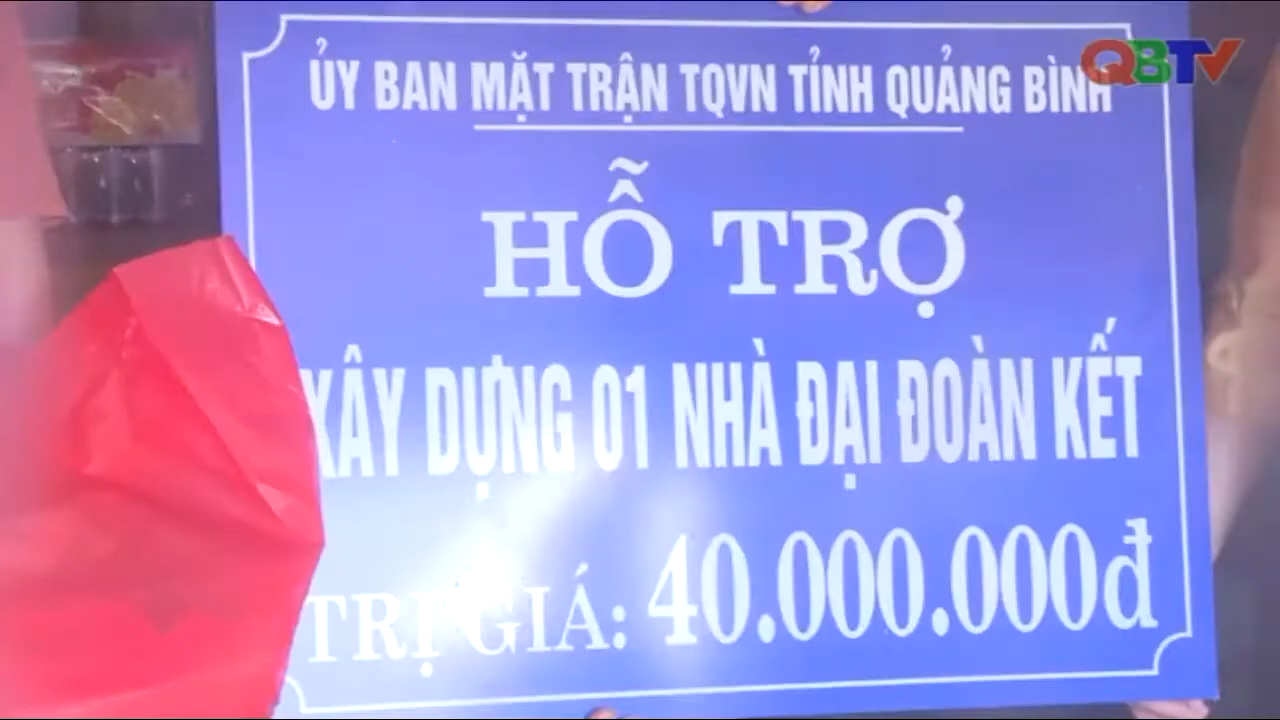 QBTV
ỦY BAN MẶT TRẬN TQVN TỈNH QUẢNG BÌNH
HỖ TRỢ
XÂY DỰNG 01 NHÀ ĐẠI ĐOÀN KẾT
TRỊ GIÁ: 40.000.000đ